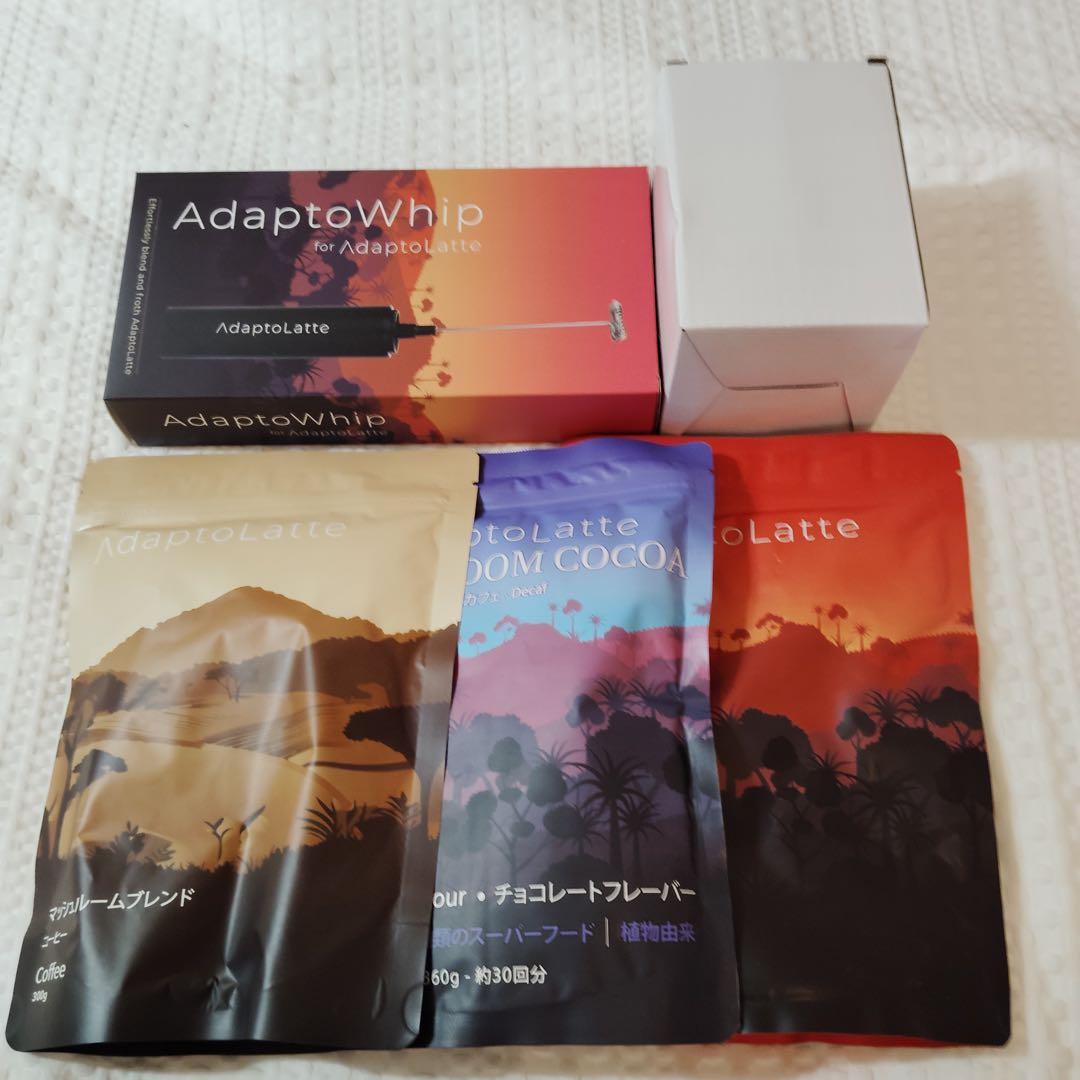 AdaptoWhip
for AdaptoLatte
Effortlessly blend and froth AdaptoLatte
AdaptoLatte
AdaptoWhip
for AdaptoLatte
AdaptoLatte
マッシュルームブレンド
コーヒー
Coffee
300g
ptoLatte
OOM COCOA
カフェ Decaf
our・チョコレートフレーバー
類のスーパーフード | 植物由来
360g - 約30回分
toLatte